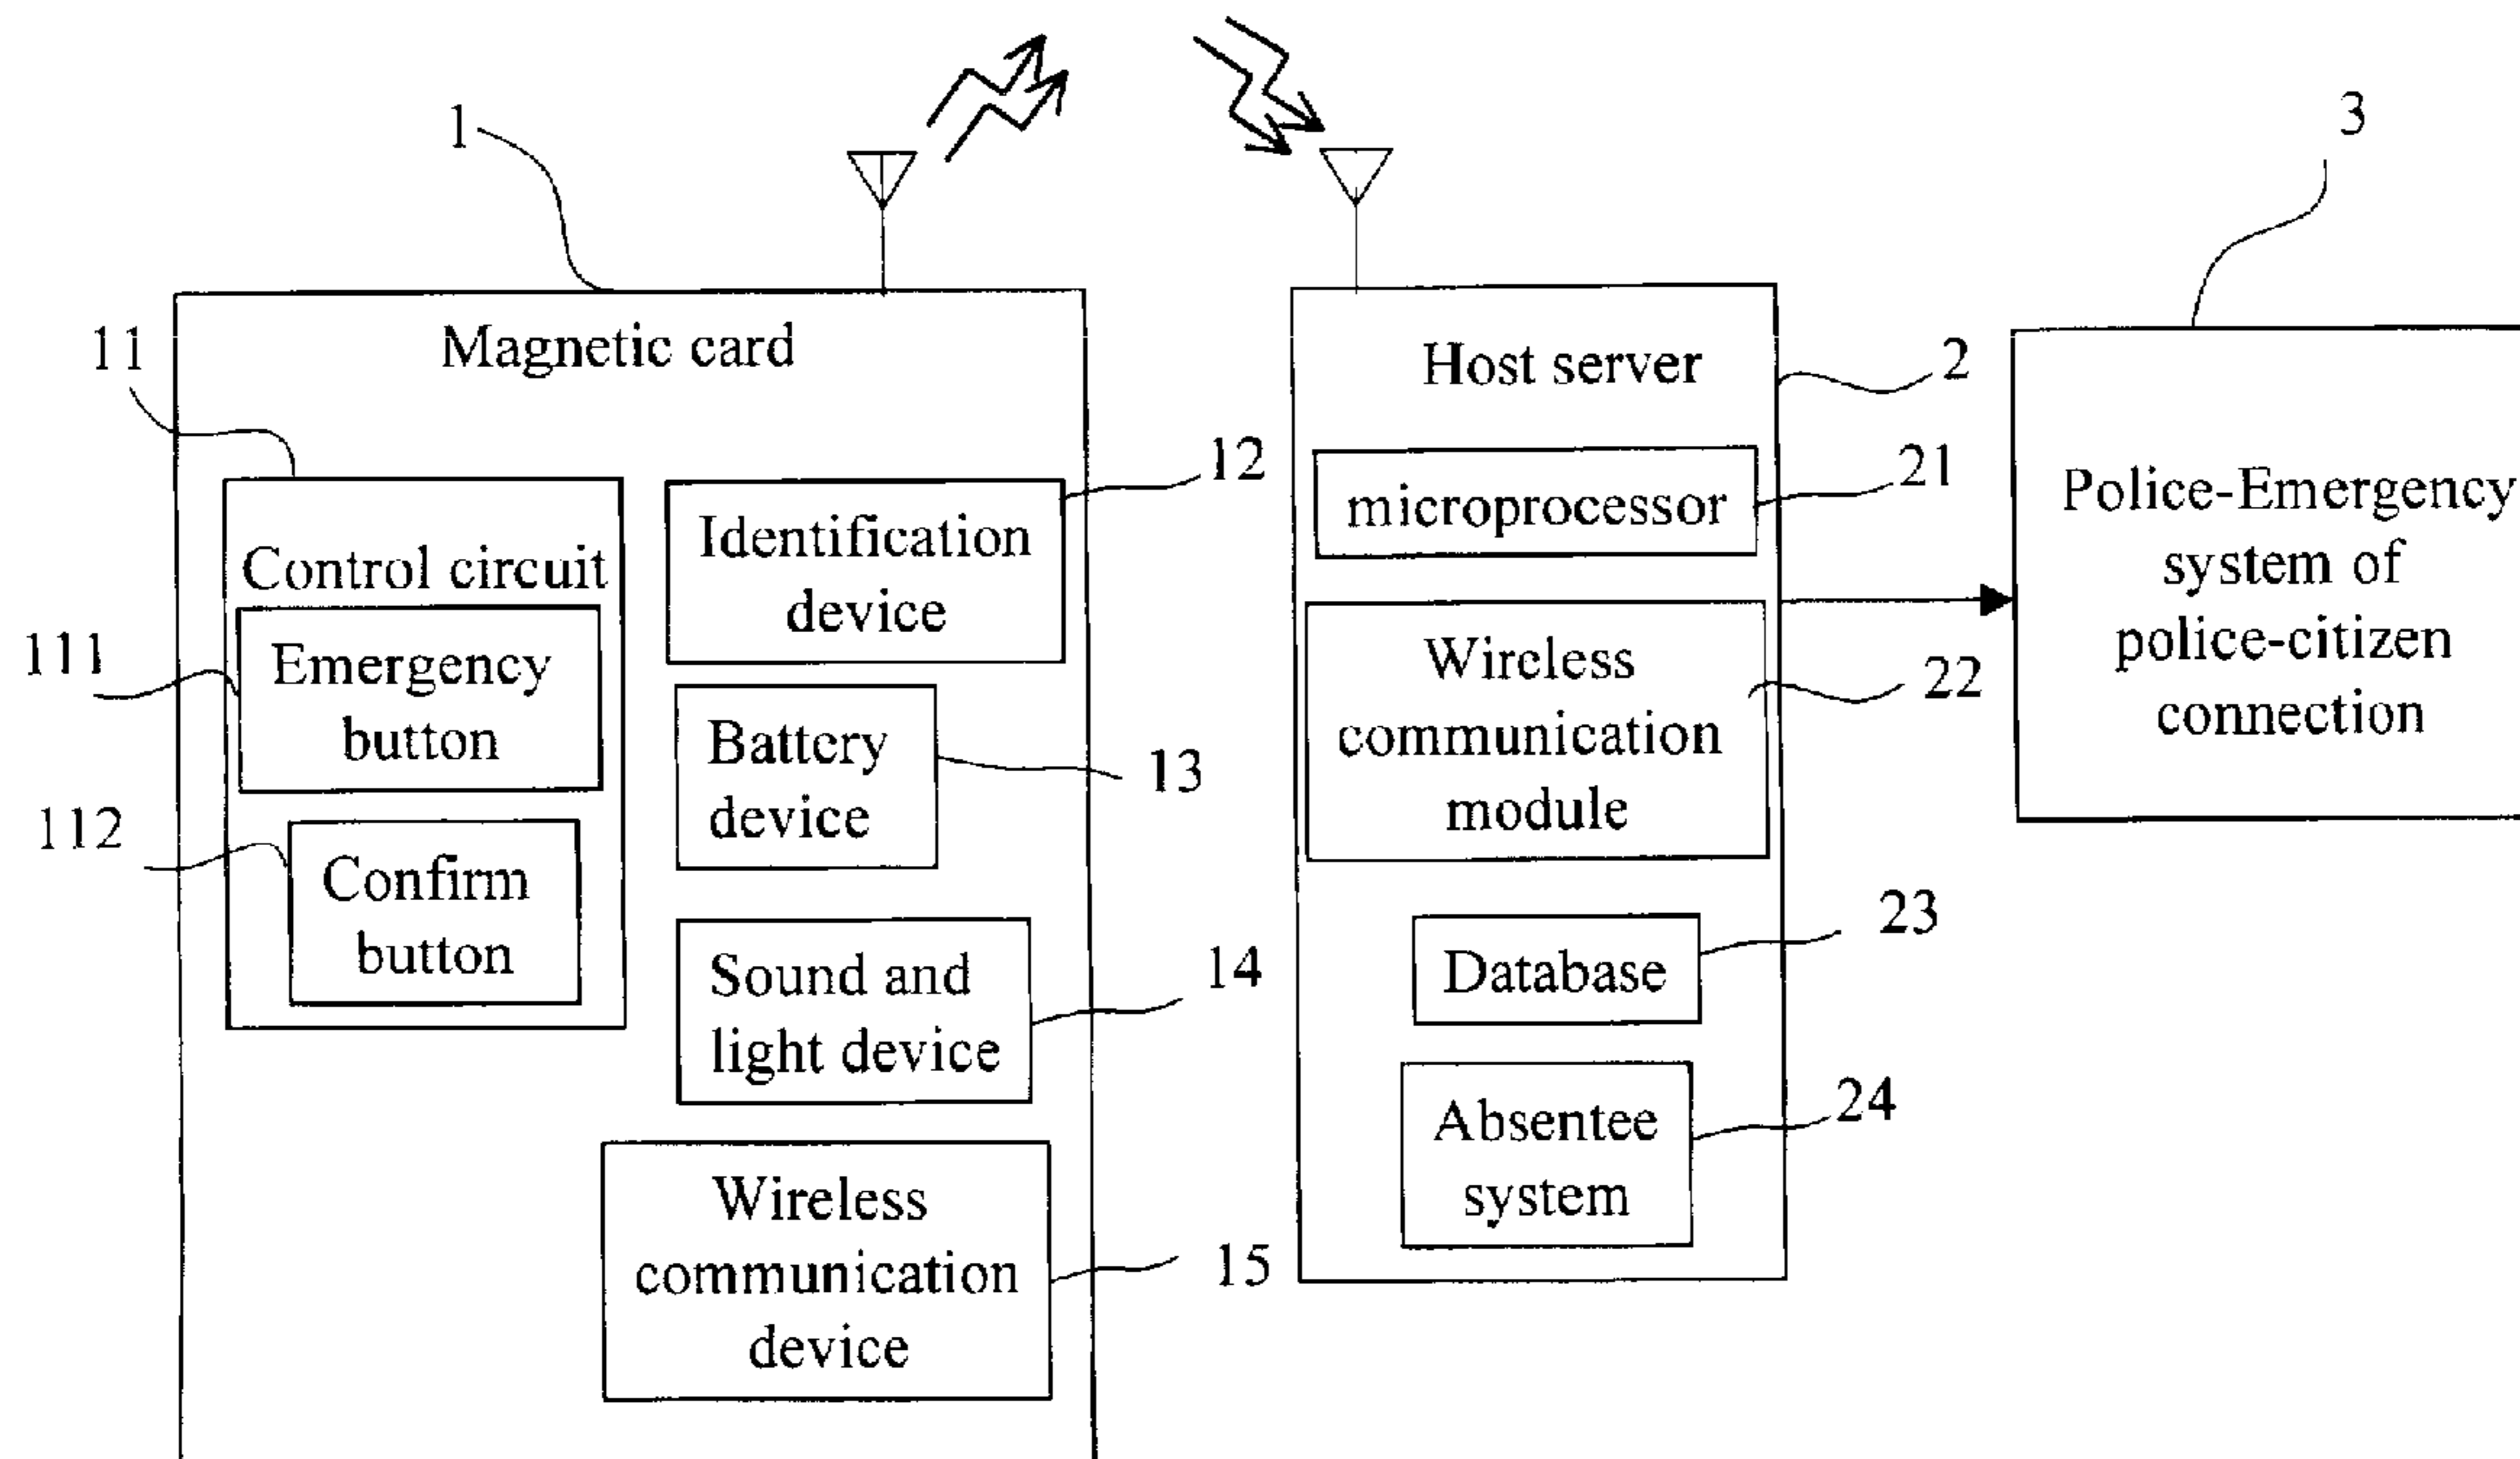 1
3
Magnetic card
11
Host server
2
12
21
Control circuit
Identification
device
microprocessor
Police-Emergency
system of
police-citizen
connection
111
Emergency
button
Battery
device
13
Wireless
communication
module
22
112
Confirm
button
Sound and
light device
14
Database
23
Absentee
system
24
Wireless
communication
device
15